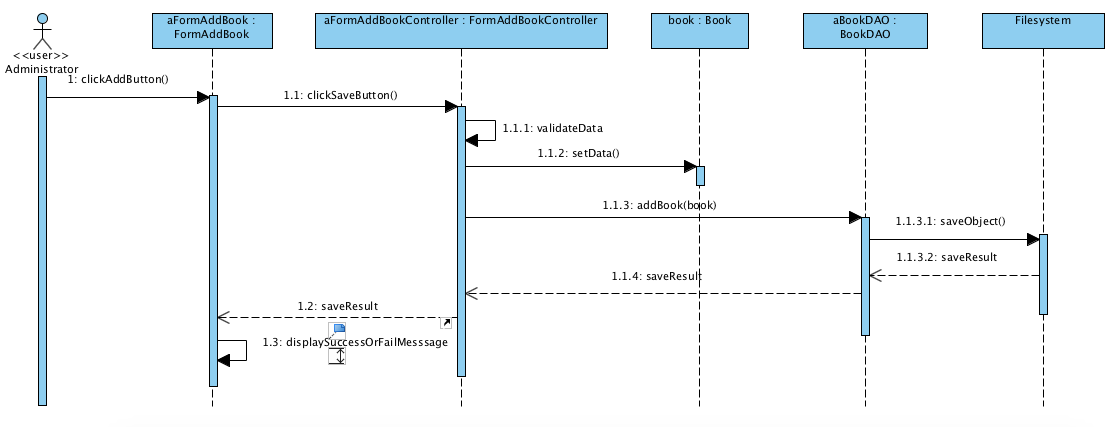 aFormAddBook :
FormAddBook
aFormAddBookController : FormAddBookController
book : Book
aBookDAO :
BookDAO
Filesystem
<<user>>
Administrator
1: clickAddButton()
1.1: clickSaveButton()
1.1.1: validateData
1.1.2: setData()
1.1.3: addBook(book)
1.1.3.1: saveObject()
1.1.3.2: saveResult
1.1.4: saveResult
1.2: saveResult
1.3: displaySuccessOrFailMesssage